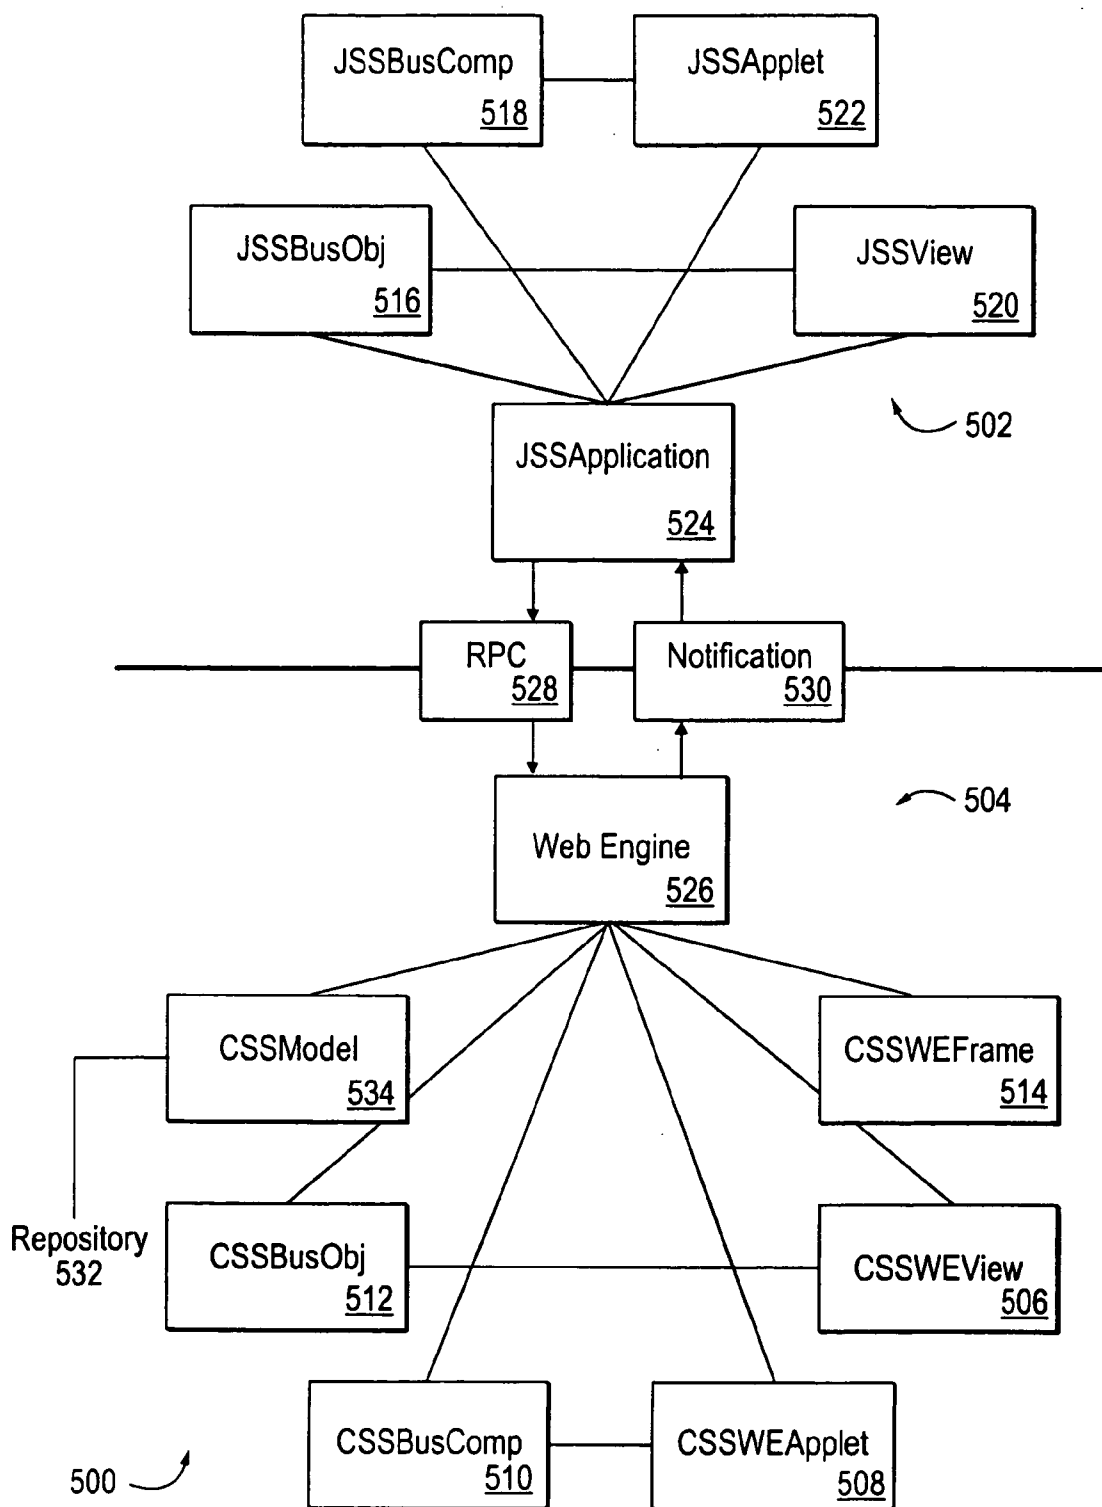 JSSBusComp
518
JSSApplet
522
JSSBusObj
516
JSSView
520
502
JSSApplication
524
RPC
528
Notification
530
504
Web Engine
526
CSSModel
534
CSSWEFrame
514
Repository
532
CSSBusObj
512
CSSWEView
506
CSSBusComp
510
CSSWEApplet
508
500